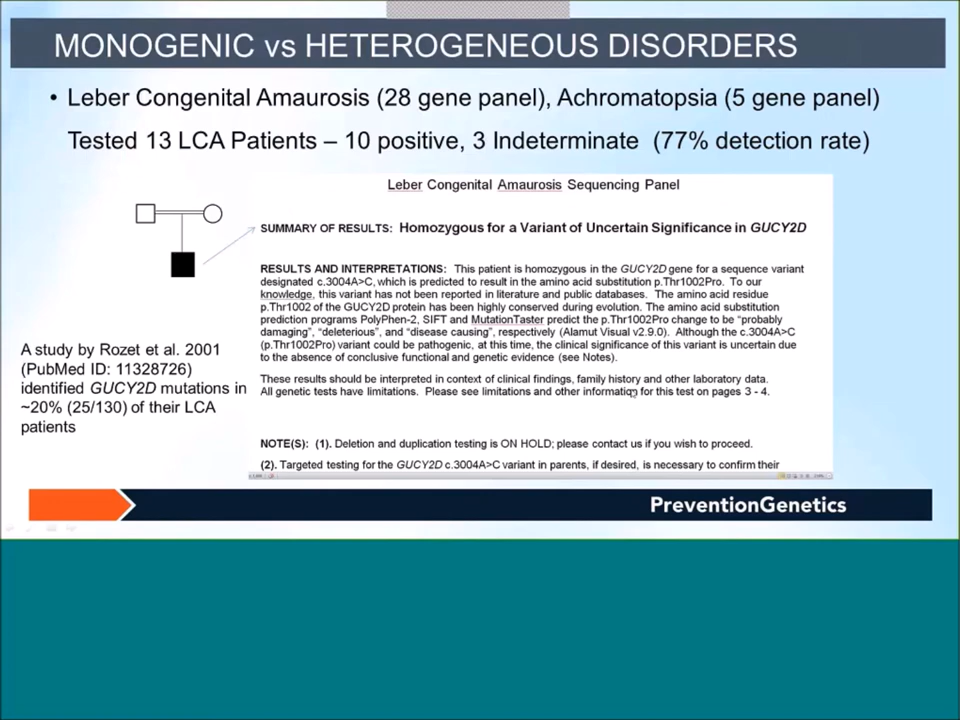 MONOGENIC vs HETEROGENEOUS DISORDERS
• Leber Congenital Amaurosis (28 gene panel), Achromatopsia (5 gene panel)
Tested 13 LCA Patients – 10 positive, 3 Indeterminate (77% detection rate)
Leber Congenital Amaurosis Sequencing Panel
SUMMARY OF RESULTS: Homozygous for a Variant of Uncertain Significance in GUCY2D
RESULTS AND INTERPRETATIONS: This patient is homozygous in the GUCY2D gene for a sequence variant
designated c.3004A>C, which is predicted to result in the amino acid substitution p.Thr1002Pro. To our
knowledge, this variant has not been reported in literature and public databases. The amino acid residue
p.Thr1002 of the GUCY2D protein has been highly conserved during evolution. The amino acid substitution
prediction programs PolyPhen-2, SIFT and MutationTaster predict the p.Thr1002Pro change to be “probably
damaging”, “deleterious”, and “disease causing”, respectively (Alamut Visual v2.9.0). Although the c.3004A>C
(p.Thr1002Pro) variant could be pathogenic, at this time, the clinical significance of this variant is uncertain due
to the absence of conclusive functional and genetic evidence (see Notes).
These results should be interpreted in context of clinical findings, family history and other laboratory data.
All genetic tests have limitations. Please see limitations and other information for this test on pages 3 - 4.
NOTE(S): (1). Deletion and duplication testing is ON HOLD; please contact us if you wish to proceed.
(2). Targeted testing for the GUCY2D c.3004A>C variant in parents, if desired, is necessary to confirm their
A study by Rozet et al. 2001
(PubMed ID: 11328726)
identified GUCY2D mutations in
~20% (25/130) of their LCA
patients
PreventionGenetics